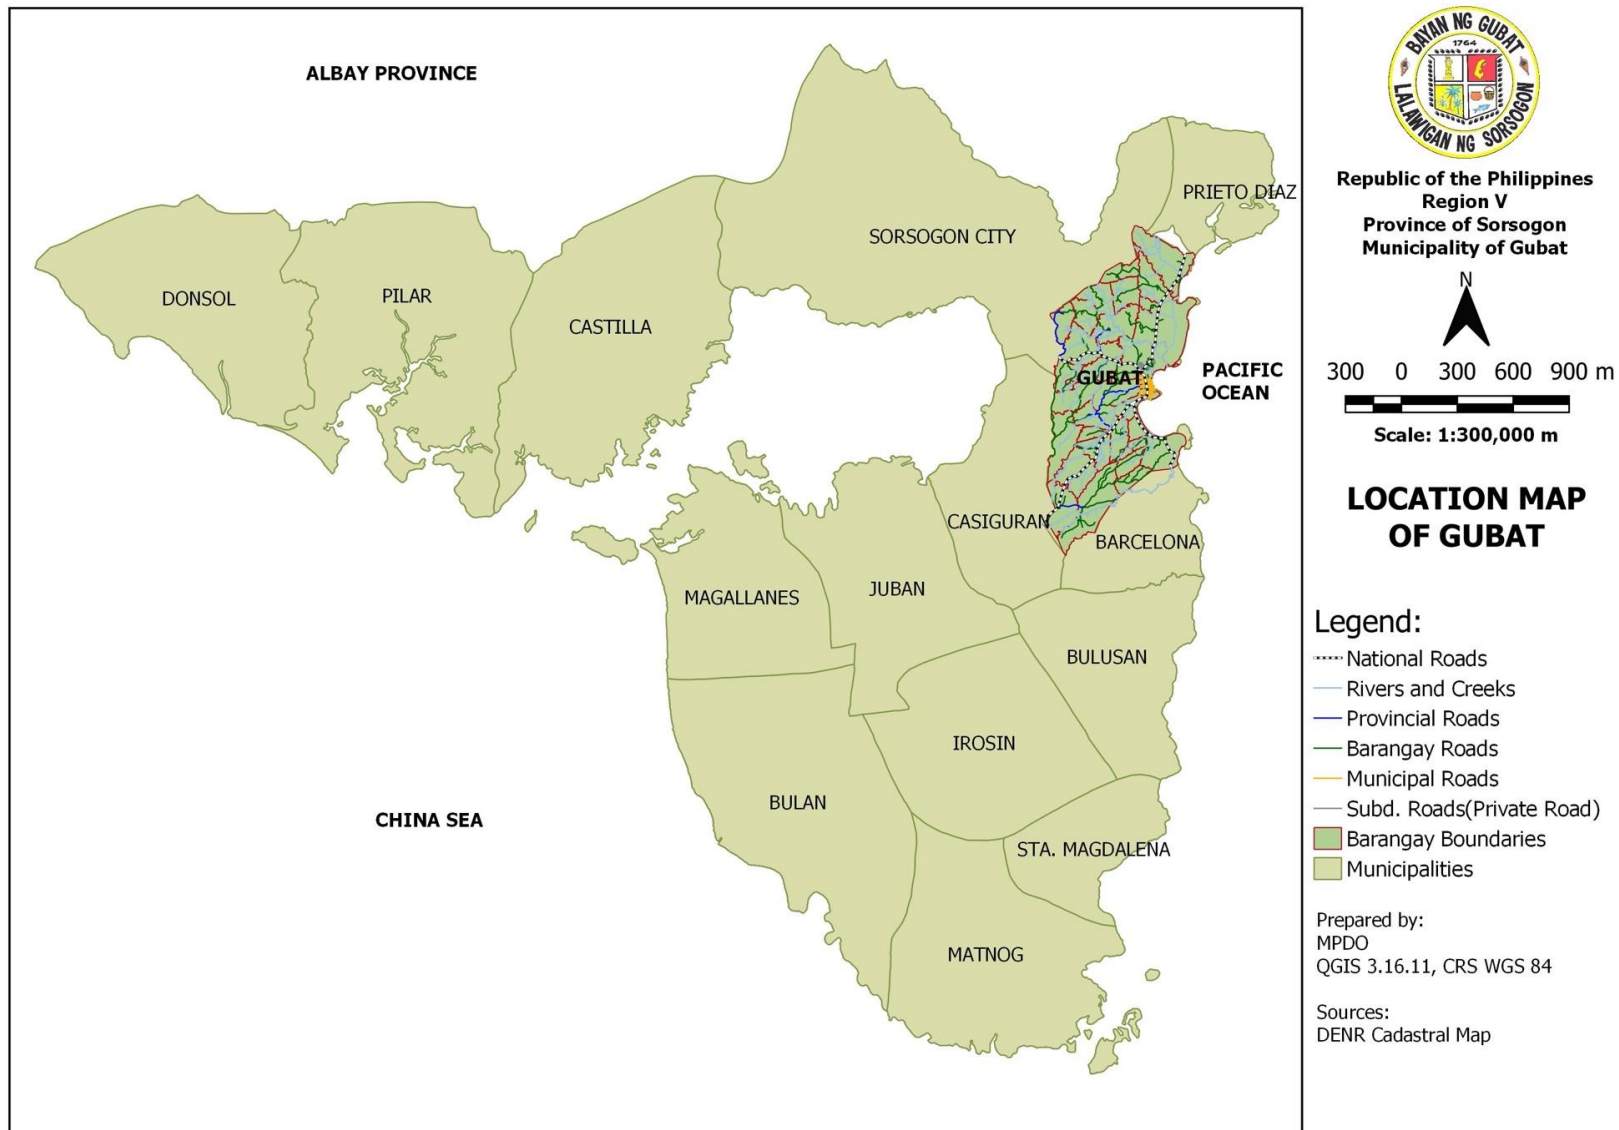 ALBAY PROVINCE
PRIETO DIAZ
SORSOGON CITY
DONSOL
PILAR
CASTILLA
GUBAT
PACIFIC
OCEAN
CASIGURAN
BARCELONA
MAGALLANES
JUBAN
BULUSAN
IROSIN
BULAN
CHINA SEA
STA. MAGDALENA
MATNOG
BAYAN NG GUBAT
1764
LALAWIGAN NG SORSOGON
Republic of the Philippines
Region V
Province of Sorsogon
Municipality of Gubat
N
300 0 300 600 900 m
Scale: 1:300,000 m
LOCATION MAP
OF GUBAT
Legend:
National Roads
Rivers and Creeks
Provincial Roads
Barangay Roads
Municipal Roads
Subd. Roads(Private Road)
Barangay Boundaries
Municipalities
Prepared by:
MPDO
QGIS 3.16.11, CRS WGS 84
Sources:
DENR Cadastral Map